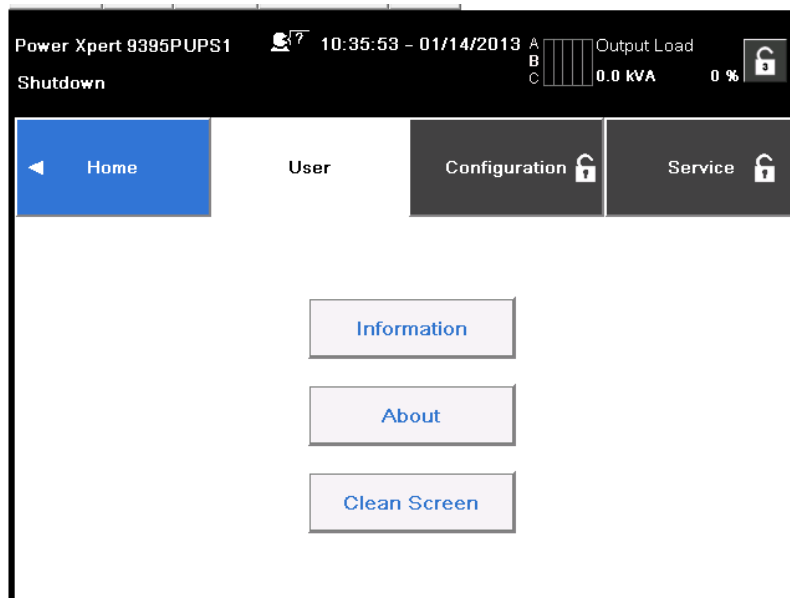 Power Xpert 9395PUPS1
? 10:35:53 - 01/14/2013
A
B
C
Output Load
0.0 kVA 0 %
3
Shutdown
Home
User
Configuration
Service
Information
About
Clean Screen